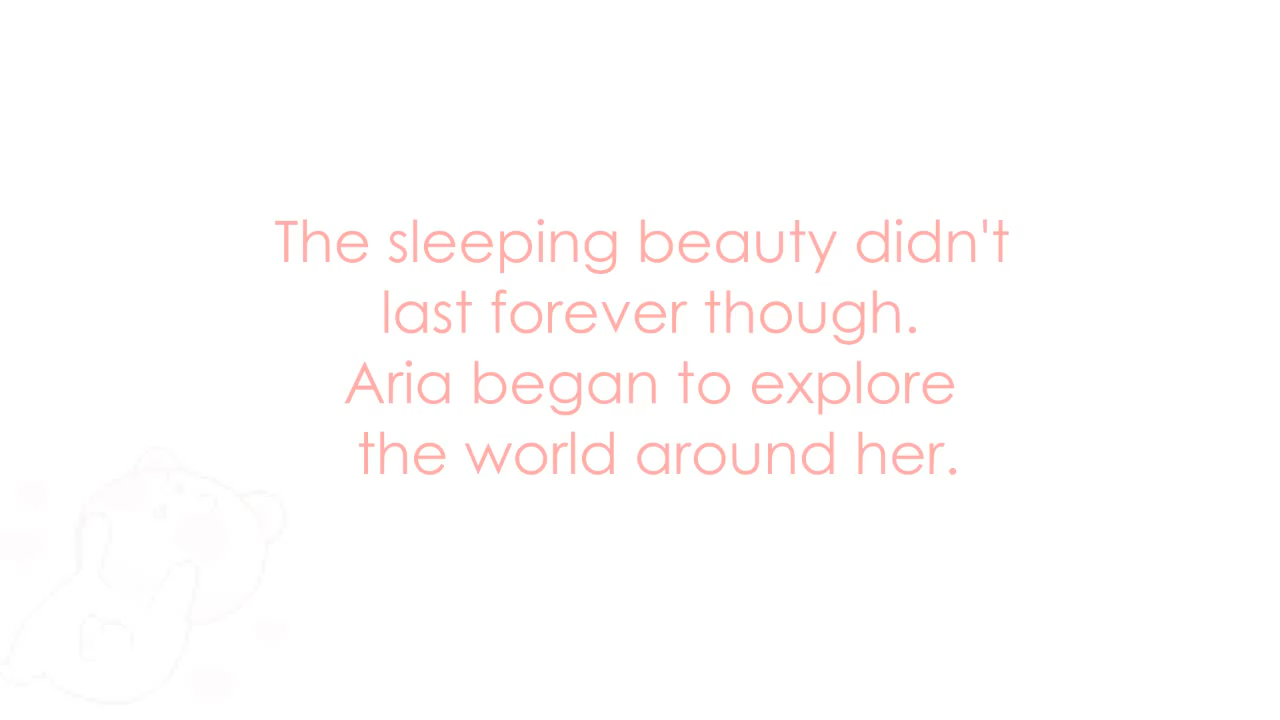 The sleeping beauty didn't
last forever though.
Aria began to explore
the world around her.